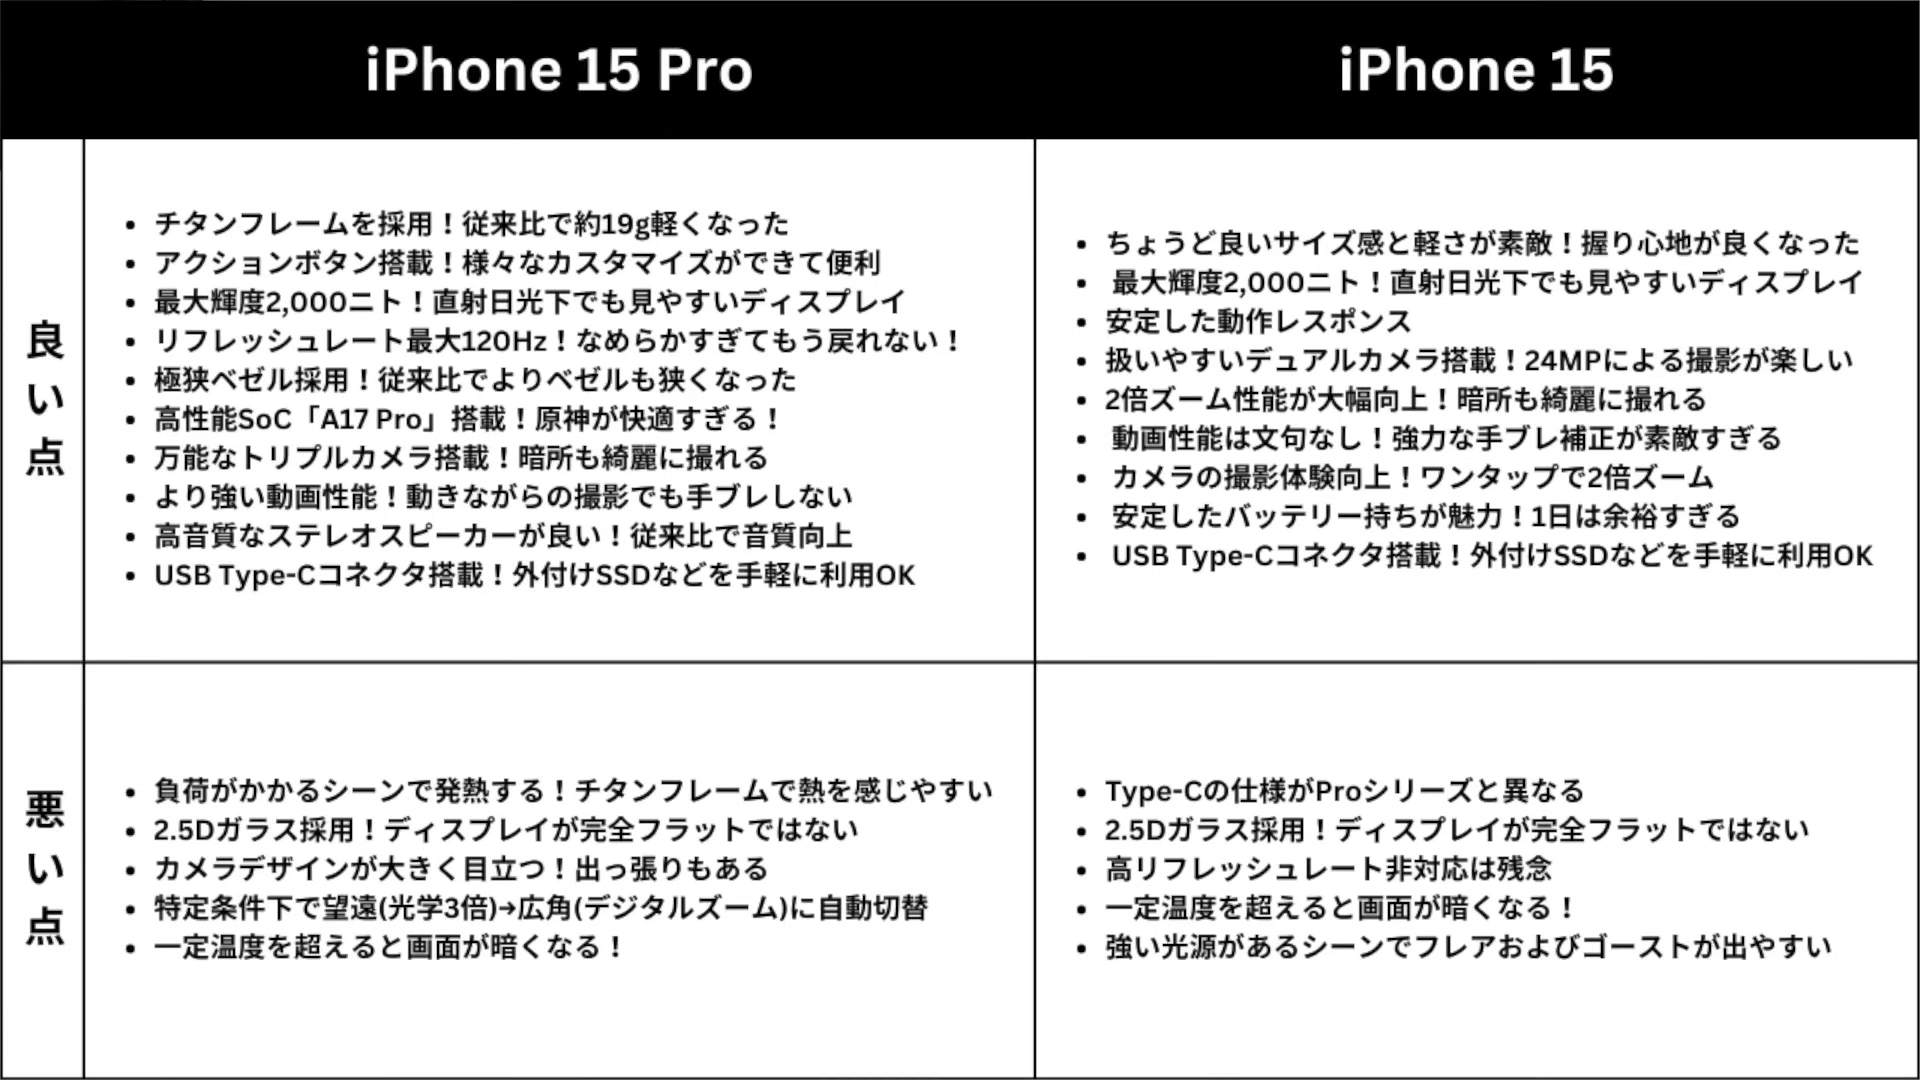 iPhone 15 Pro
iPhone 15
良い点
・チタンフレームを採用！従来比で約19g軽くなった
・アクションボタン搭載！様々なカスタマイズができて便利
・最大輝度2,000ニト！直射日光下でも見やすいディスプレイ
・リフレッシュレート最大120Hz！なめらかすぎてもう戻れない！
・極狭ベゼル採用！従来比でよりベゼルも狭くなった
・高性能SoC「A17 Pro」搭載！原神が快適すぎる！
・万能なトリプルカメラ搭載！暗所も綺麗に撮れる
・より強い動画性能！動きながらの撮影でも手ブレしない
・高音質なステレオスピーカーが良い！従来比で音質向上
・USB Type-Cコネクタ搭載！外付けSSDなどを手軽に利用OK
・ちょうど良いサイズ感と軽さが素敵！握り心地が良くなった
・最大輝度2,000ニト！直射日光下でも見やすいディスプレイ
・安定した動作レスポンス
・扱いやすいデュアルカメラ搭載！24MPによる撮影が楽しい
・2倍ズーム性能が大幅向上！暗所も綺麗に撮れる
・動画性能は文句なし！強力な手ブレ補正が素敵すぎる
・カメラの撮影体験向上！ワンタップで2倍ズーム
・安定したバッテリー持ちが魅力！1日は余裕すぎる
・USB Type-Cコネクタ搭載！外付けSSDなどを手軽に利用OK
悪い点
・負荷がかかるシーンで発熱する！チタンフレームで熱を感じやすい
・2.5Dガラス採用！ディスプレイが完全フラットではない
・カメラデザインが大きく目立つ！出っ張りもある
・特定条件下で望遠(光学3倍)→広角(デジタルズーム)に自動切替
・一定温度を超えると画面が暗くなる！
・Type-Cの仕様がProシリーズと異なる
・2.5Dガラス採用！ディスプレイが完全フラットではない
・高リフレッシュレート非対応は残念
・一定温度を超えると画面が暗くなる！
・強い光源があるシーンでフレアおよびゴーストが出やすい